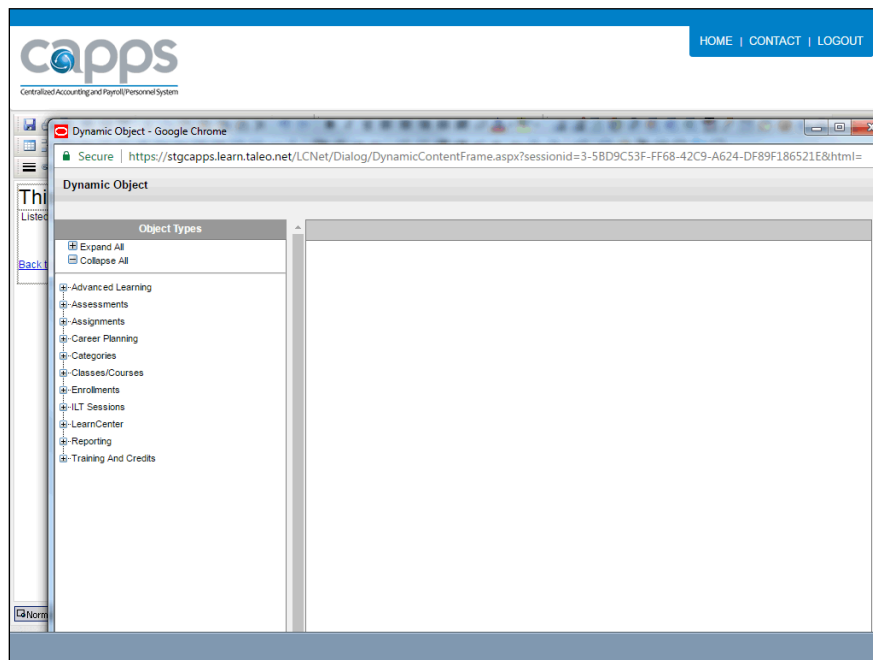 HOME | CONTACT | LOGOUT
capps
Centralized Accounting and Payroll/Personnel System
Dynamic Object - Google Chrome
Secure | https://stgcapps.learn.taleo.net/LCNet/Dialog/DynamicContentFrame.aspx?sessionid=3-5BD9C53F-FF68-42C9-A624-DF89F186521E&html=
Dynamic Object
Thi
Listed
Object Types
Expand All
Collapse All
Back t
Advanced Learning
Assessments
Assignments
Career Planning
Categories
Classes/Courses
Enrollments
ILT Sessions
LearnCenter
Reporting
Training And Credits
Norm